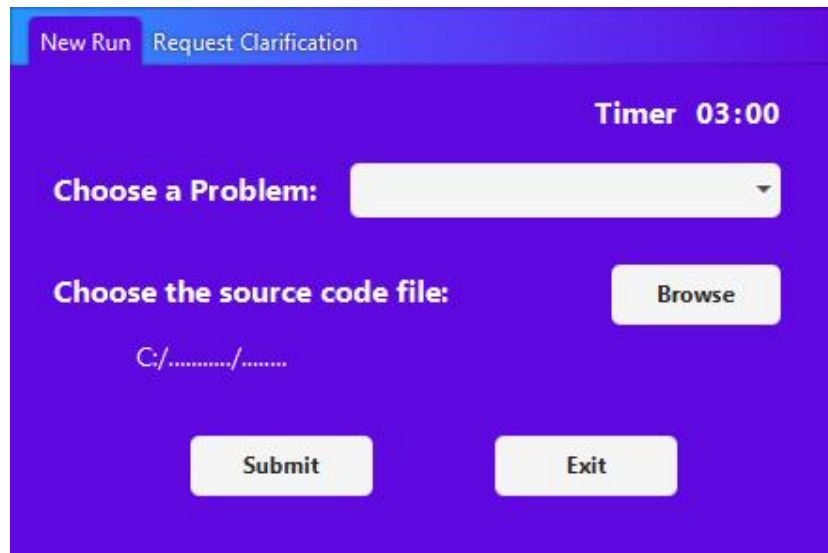 New Run Request Clarification
Timer 03:00
Choose a Problem:
Choose the source code file: Browse
C:/.........../........
Submit Exit